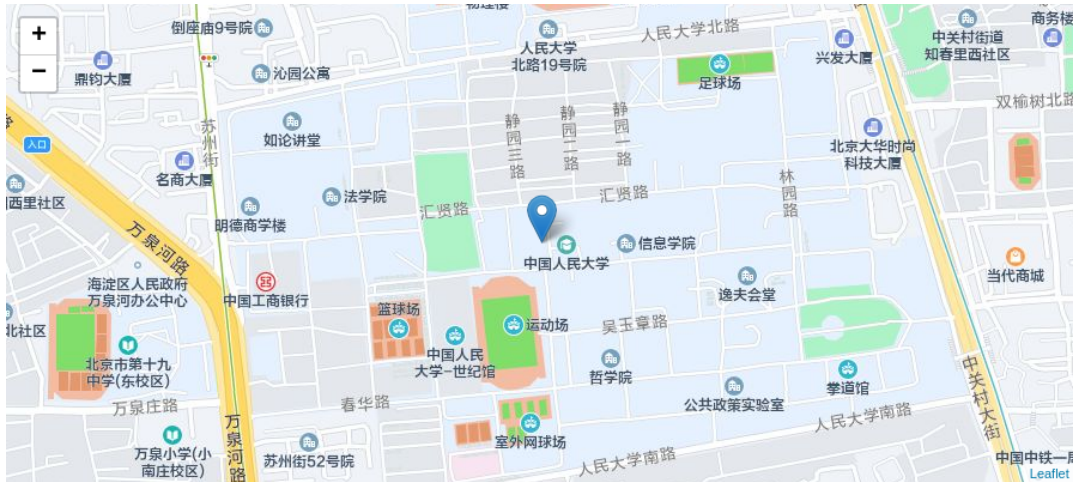 +
−
倒座庙9号院
人民大学
北路19号院
人民大学北路
兴发大厦
中关村街道
知春里西社区
商务楼
鼎钧大厦
沁园公寓
足球场
双榆树北路
入口
苏州街
如论讲堂
静园三路
静园二路
静园一路
北京大华时尚
科技大厦
名商大厦
法学院
林园路
西里社区
明德商学楼
汇贤路
汇贤路
万泉河路
信息学院
中国人民大学
海淀区人民政府
万泉河办公中心
中国工商银行
逸夫会堂
当代商城
篮球场
北社区
运动场
吴玉章路
中国人民
大学-世纪馆
北京市第十九
中学(东校区)
哲学院
拳道馆
中关村大街
公共政策实验室
万泉庄路
春华路
人民大学南路
室外网球场
万泉河路
万泉小学(小
南庄校区)
苏州街52号院
人民大学南路
中国中铁一局
Leaflet